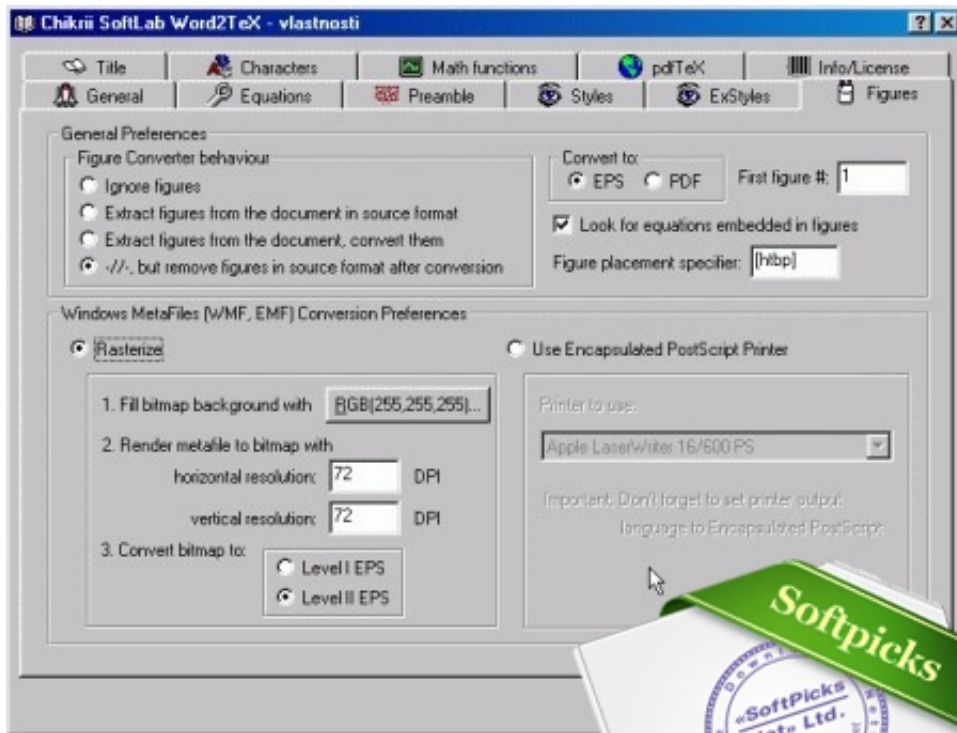 Chikrii SoftLab Word2TeX - vlastnosti
Title
Characters
Math functions
pdfTeX
Info/License
General
Equations
Preamble
Styles
ExStyles
Figures
General Preferences
Figure Converter behaviour
Ignore figures
Extract figures from the document in source format
Extract figures from the document, convert them
-//-, but remove figures in source format after conversion
Convert to:
EPS
PDF
First figure #: 1
Look for equations embedded in figures
Figure placement specifier: [htbp]
Windows MetaFiles (WMF, EMF) Conversion Preferences
Rasterize
1. Fill bitmap background with RGB(255,255,255)...
2. Render metafile to bitmap with
horizontal resolution: 72 DPI
vertical resolution: 72 DPI
3. Convert bitmap to:
Level I EPS
Level II EPS
Use Encapsulated PostScript Printer
Printer to use:
Apple LaserWriter 16/600 PS
Important: Don't forget to set printer output
language to Encapsulated PostScript
Softpicks
«SoftPicks
Ltd.